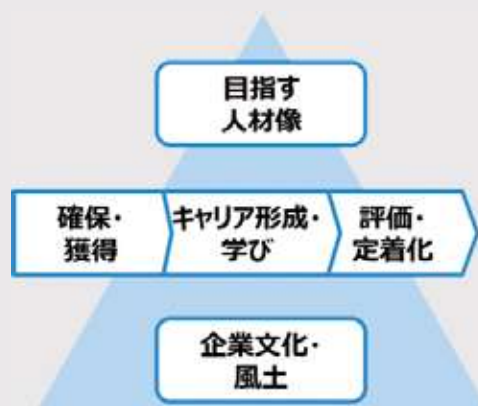 目指す
人材像
確保・
獲得
キャリア形成・
学び
評価・
定着化
企業文化・
風土